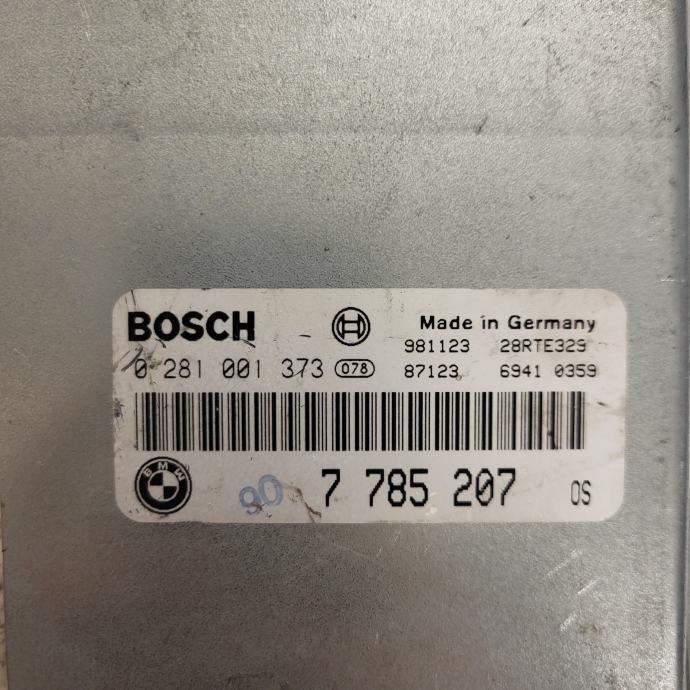 BOSCH Made in Germany
981123 28RTE329
0 281 001 373 078 87123 6941 0359
BMW 90 7 785 207 OS